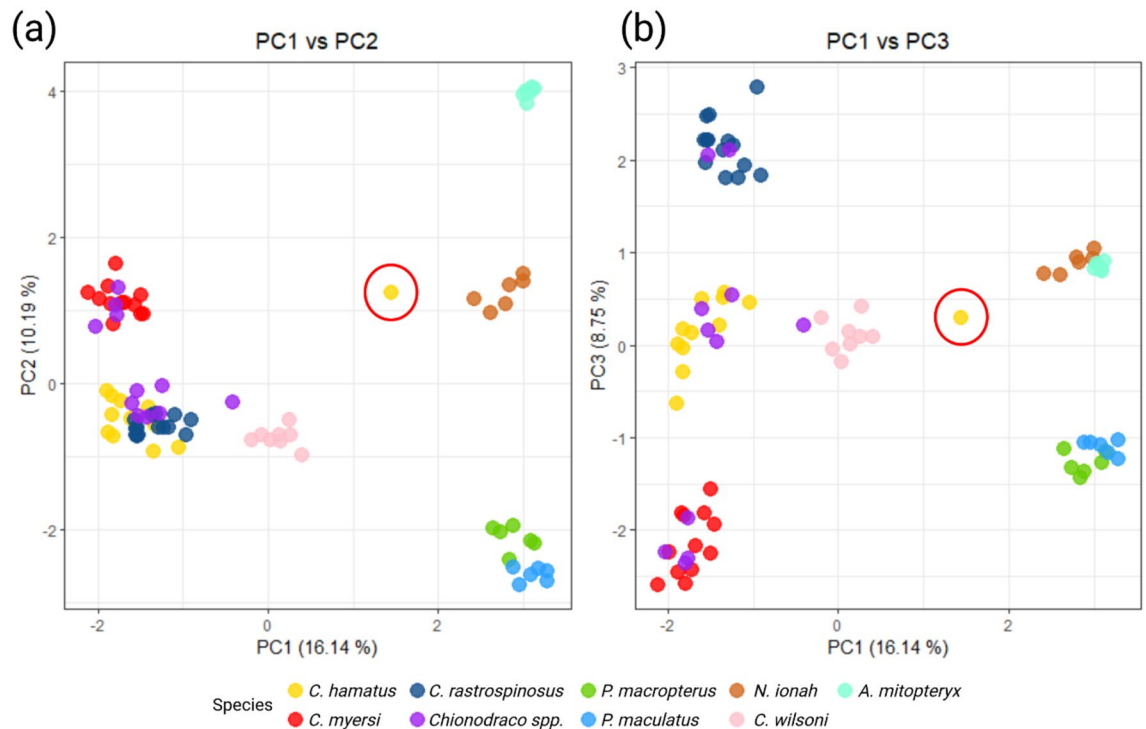 (a)
PC1 vs PC2
4
2
0
-2
PC2 (10.19 %)
-2
0
2
PC1 (16.14 %)
(b)
PC1 vs PC3
3
2
1
0
-1
-2
PC3 (8.75 %)
-2
0
2
PC1 (16.14 %)
Species
C. hamatus
C. rastrospinosus
P. macropterus
N. ionah
A. mitopteryx
C. myersi
Chionodraco spp.
P. maculatus
C. wilsoni